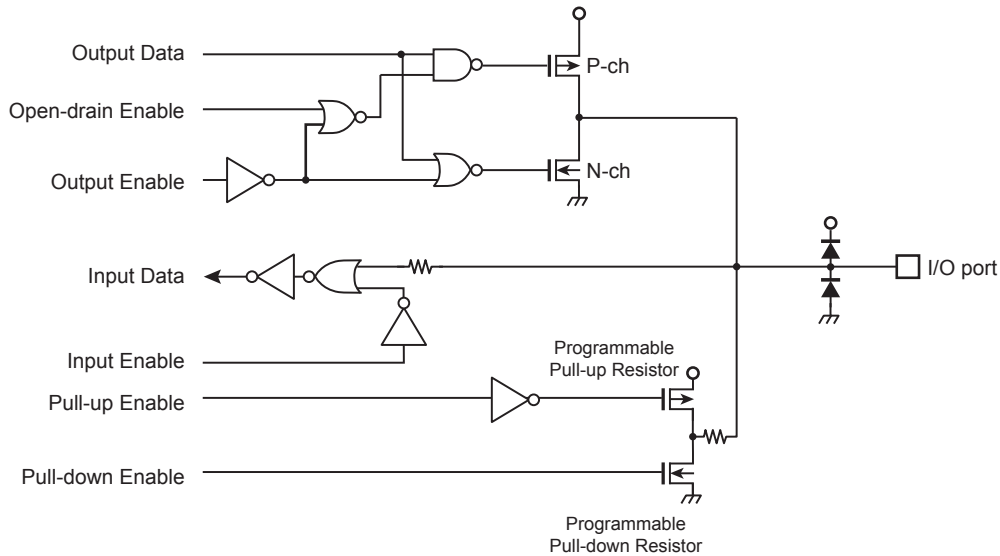 Output Data
P-ch
Open-drain Enable
N-ch
Output Enable
Input Data
I/O port
Input Enable
Programmable
Pull-up Resistor
Pull-up Enable
Pull-down Enable
Programmable
Pull-down Resistor